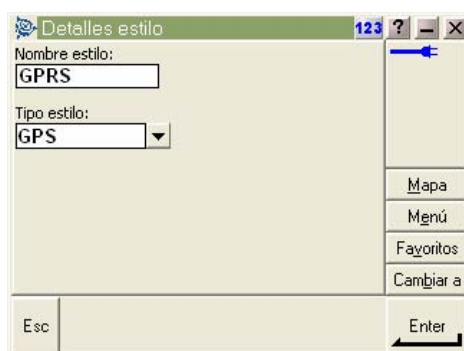 Detalles estilo 123 ? – X
Nombre estilo:
GPRS
Tipo estilo:
GPS
Mapa
Menú
Favoritos
Cambiar a
Esc
Enter